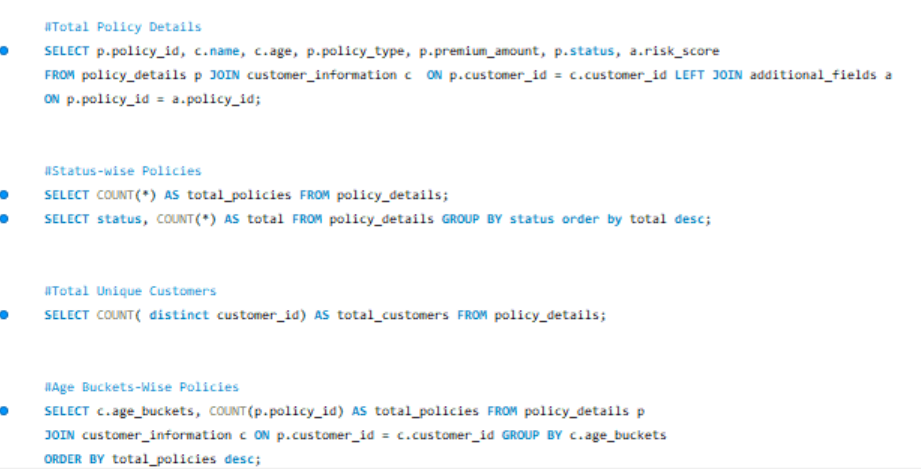 #Total Policy Details
SELECT p.policy_id, c.name, c.age, p.policy_type, p.premium_amount, p.status, a.risk_score
FROM policy_details p JOIN customer_information c  ON p.customer_id = c.customer_id LEFT JOIN additional_fields a
ON p.policy_id = a.policy_id;
#Status-wise Policies
SELECT COUNT(*) AS total_policies FROM policy_details;
SELECT status, COUNT(*) AS total FROM policy_details GROUP BY status order by total desc;
#Total Unique Customers
SELECT COUNT( distinct customer_id) AS total_customers FROM policy_details;
#Age Buckets-Wise Policies
SELECT c.age_buckets, COUNT(p.policy_id) AS total_policies FROM policy_details p
JOIN customer_information c ON p.customer_id = c.customer_id GROUP BY c.age_buckets
ORDER BY total_policies desc;